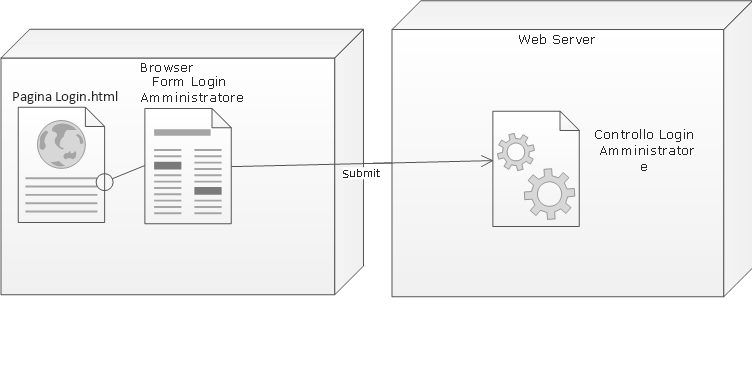 Browser
Form Login
Amministratore
Pagina Login.html
Submit
Web Server
Controllo Login
Amministrator
e